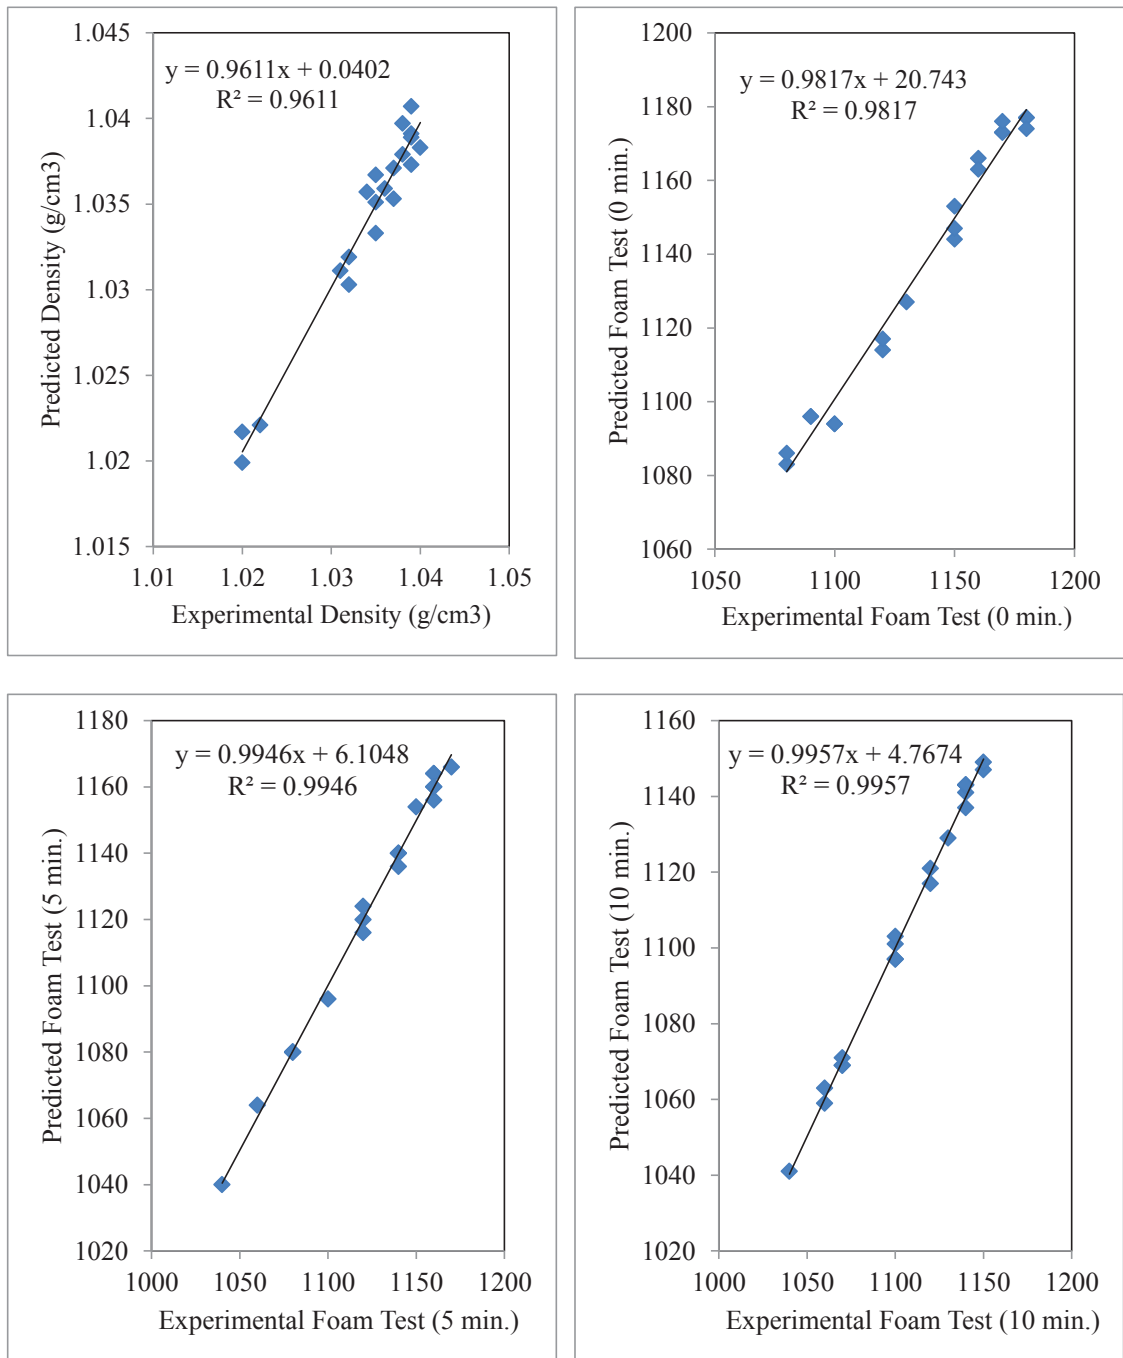 1.045
1.04
1.035
1.03
1.025
1.02
1.015
Predicted Density (g/cm3)
y = 0.9611x + 0.0402
R² = 0.9611
1.01 1.02 1.03 1.04 1.05
Experimental Density (g/cm3)
1200
1180
1160
1140
1120
1100
1080
1060
Predicted Foam Test (0 min.)
y = 0.9817x + 20.743
R² = 0.9817
1050 1100 1150 1200
Experimental Foam Test (0 min.)
1180
1160
1140
1120
1100
1080
1060
1040
1020
Predicted Foam Test (5 min.)
y = 0.9946x + 6.1048
R² = 0.9946
1000 1050 1100 1150 1200
Experimental Foam Test (5 min.)
1160
1140
1120
1100
1080
1060
1040
1020
Predicted Foam Test (10 min.)
y = 0.9957x + 4.7674
R² = 0.9957
1000 1050 1100 1150 1200
Experimental Foam Test (10 min.)